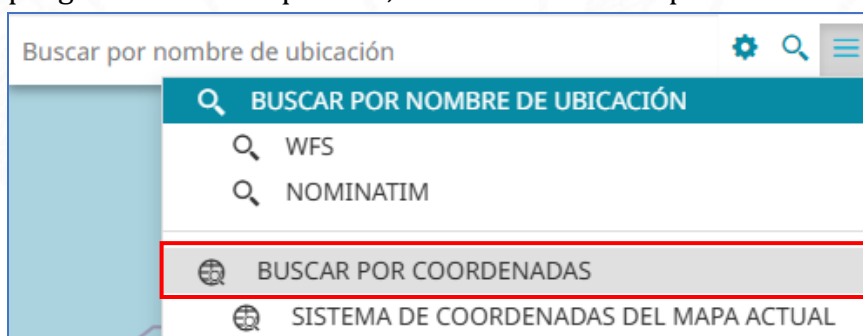 Buscar por nombre de ubicación
BUSCAR POR NOMBRE DE UBICACIÓN
WFS
NOMINATIM
BUSCAR POR COORDENADAS
SISTEMA DE COORDENADAS DEL MAPA ACTUAL